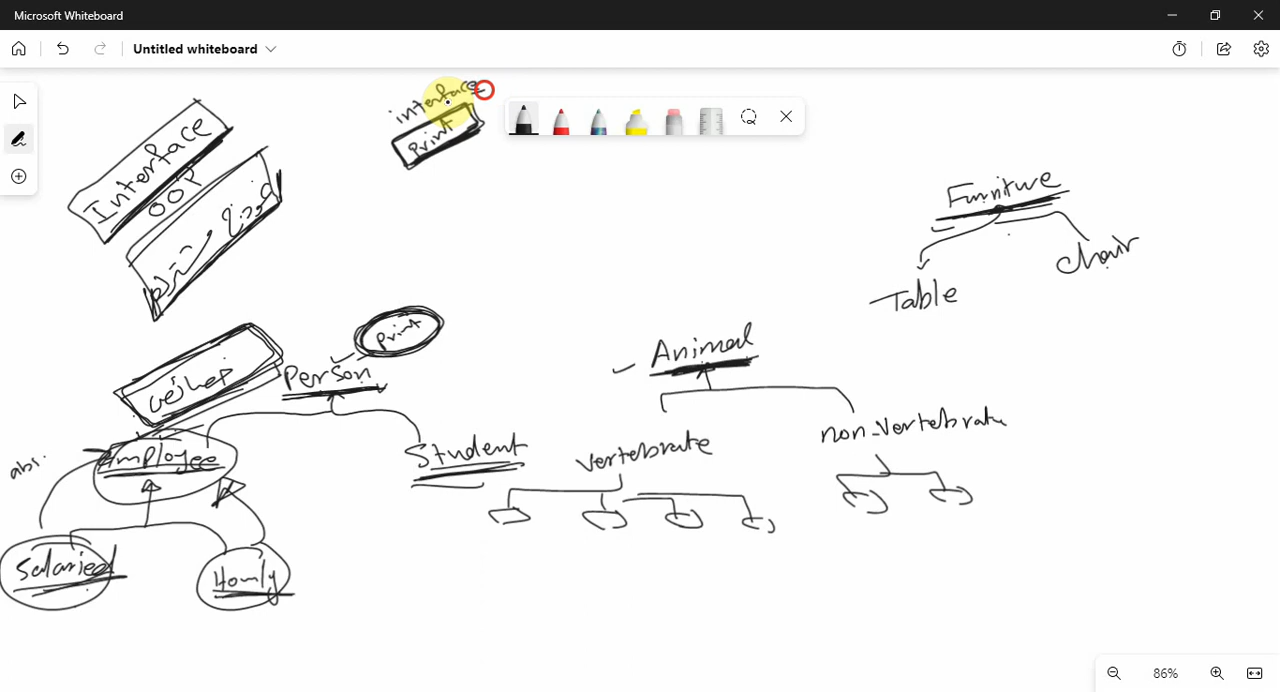 Microsoft Whiteboard
Untitled whiteboard
interface
Print
Interface
OOP
Furniture
Table
chair
Print
Person
Animal
abs.
Employee
Student
Vertebrate
non-Vertebrate
Salaried
Hourly
86%